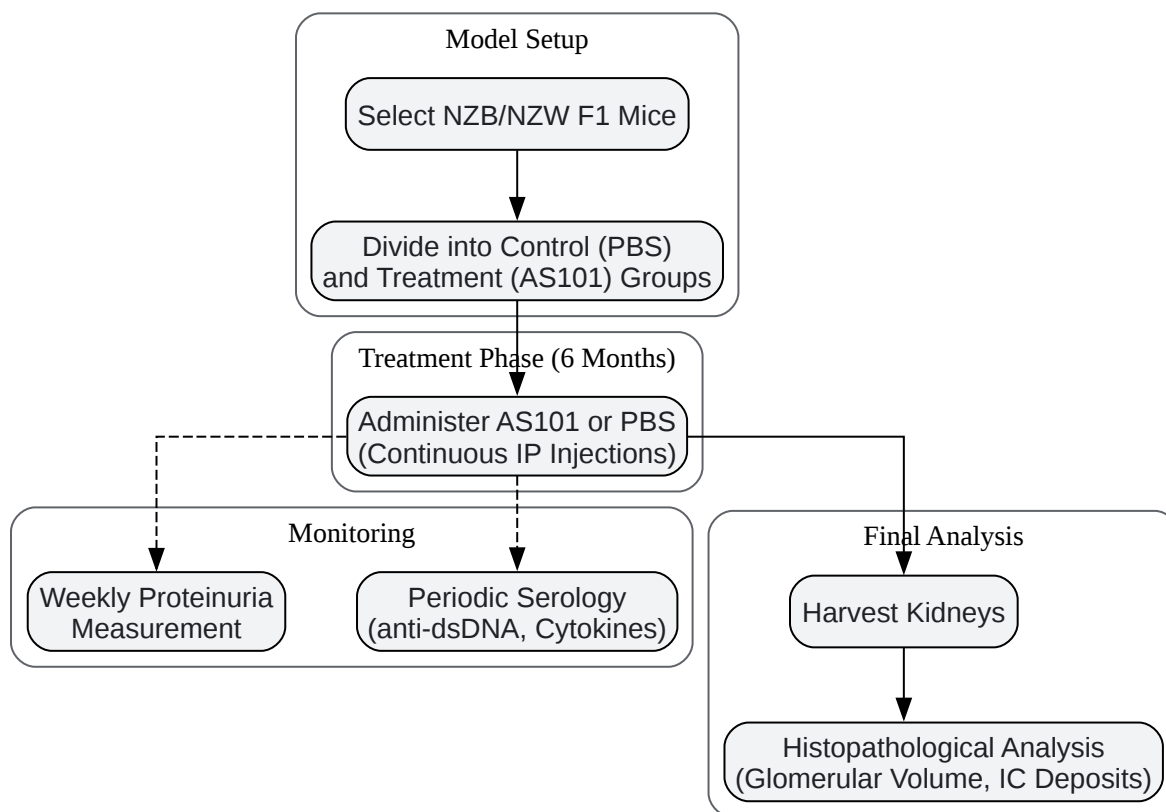 Model Setup
Select NZB/NZW F1 Mice
Divide into Control (PBS)
and Treatment (AS101) Groups
Treatment Phase (6 Months)
Administer AS101 or PBS
(Continuous IP Injections)
Monitoring
Weekly Proteinuria
Measurement
Periodic Serology
(anti-dsDNA, Cytokines)
Final Analysis
Harvest Kidneys
Histopathological Analysis
(Glomerular Volume, IC Deposits)